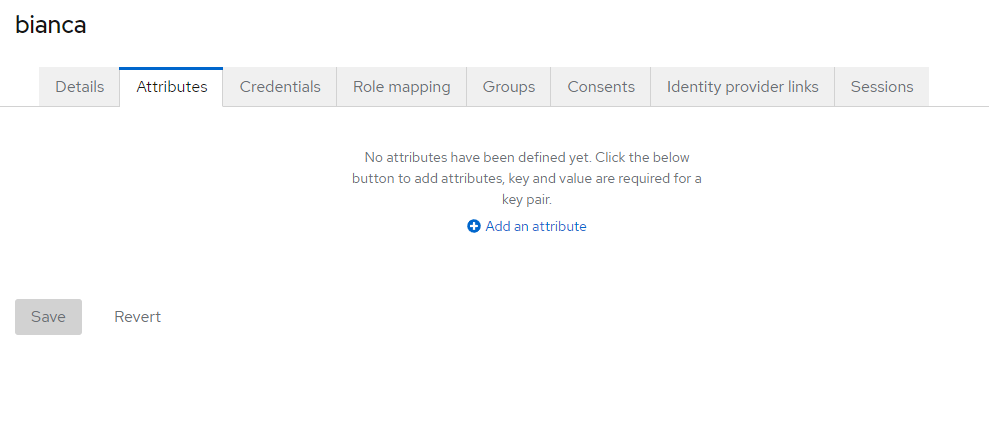 bianca
Details Attributes Credentials Role mapping Groups Consents Identity provider links Sessions
No attributes have been defined yet. Click the below
button to add attributes, key and value are required for a
key pair.
Add an attribute
Save Revert